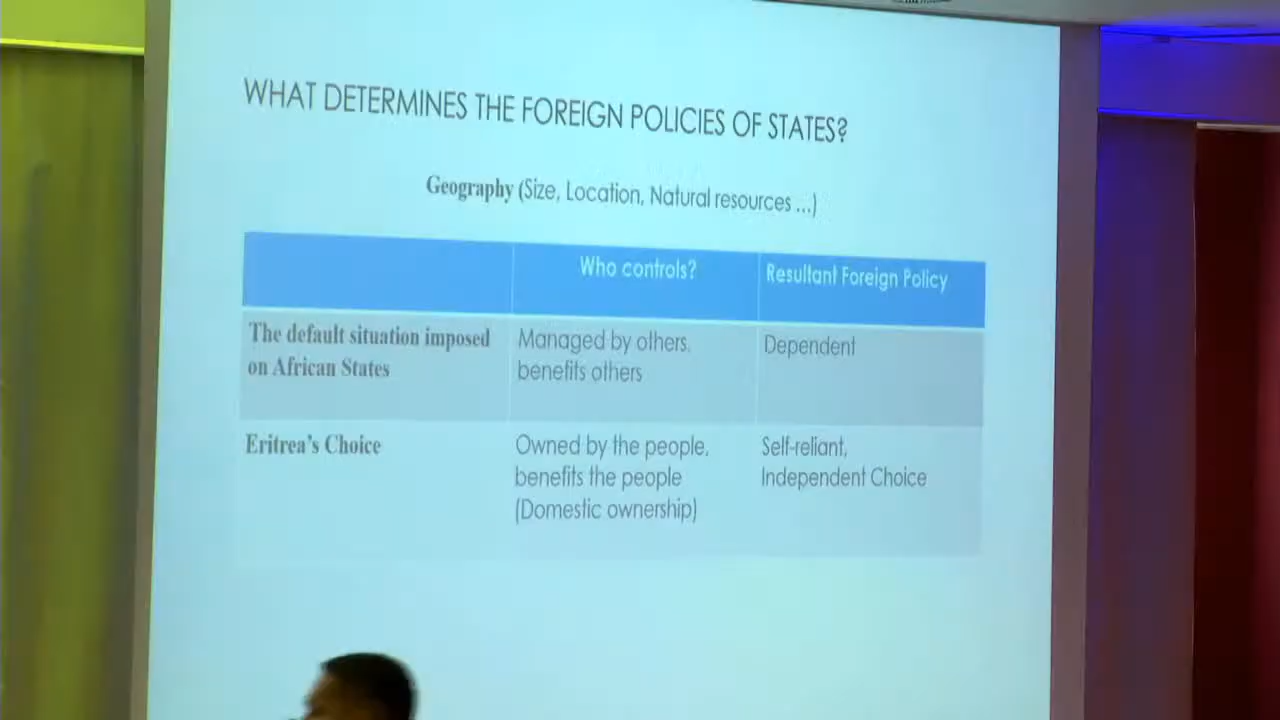 WHAT DETERMINES THE FOREIGN POLICIES OF STATES?
Geography (Size, Location, Natural resources ...)
Who controls?
Resultant Foreign Policy
The default situation imposed
on African States
Managed by others,
benefits others
Dependent
Eritrea's Choice
Owned by the people,
benefits the people
(Domestic ownership)
Self-reliant,
Independent Choice